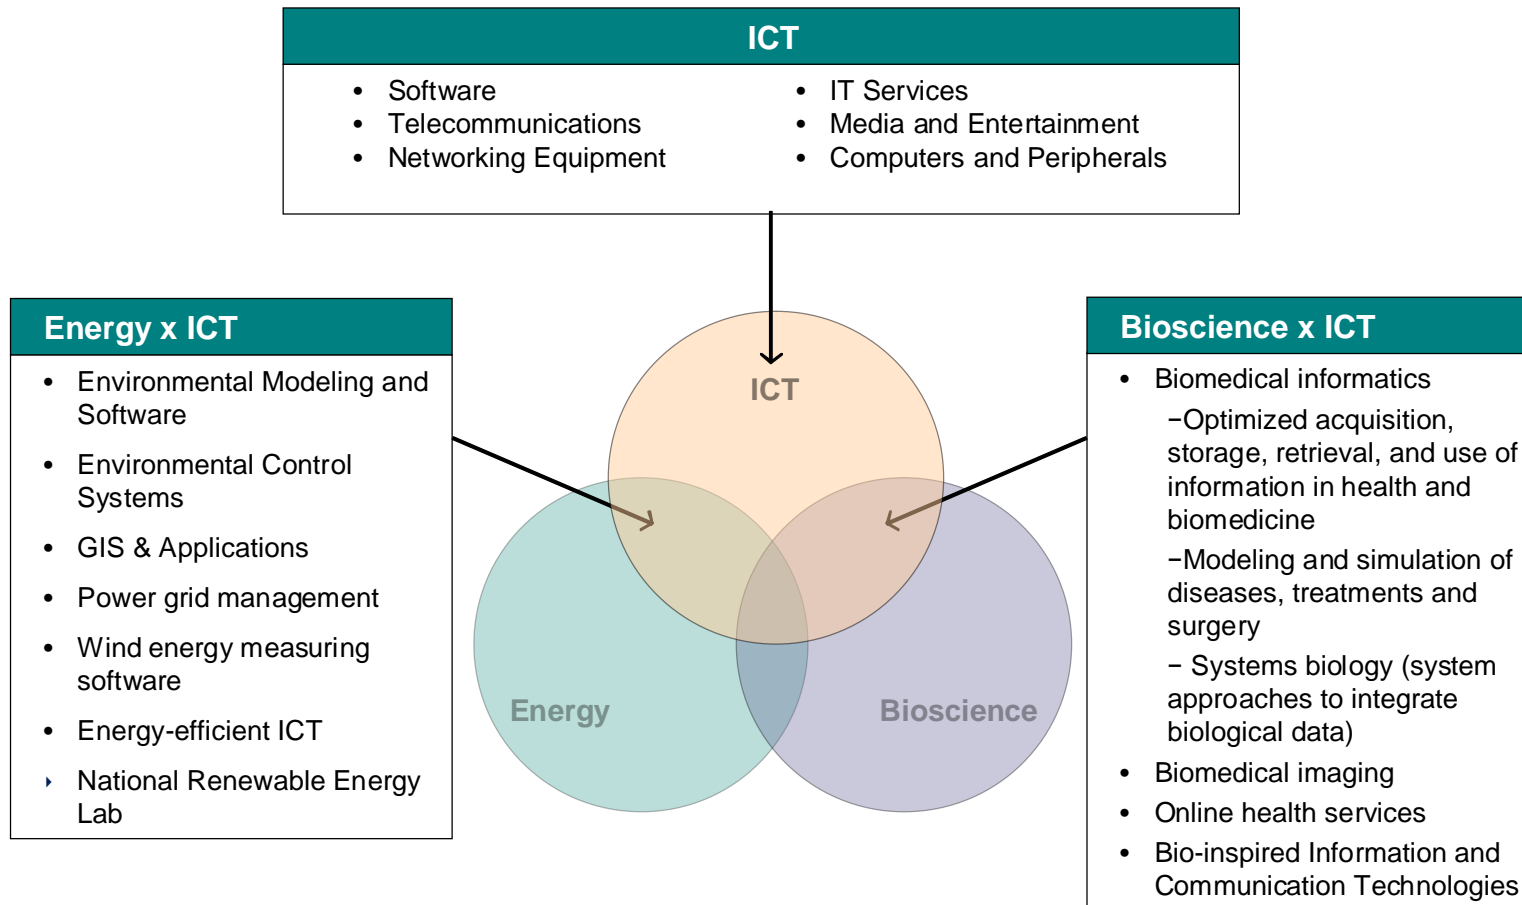 ICT
• Software
• Telecommunications
• Networking Equipment
• IT Services
• Media and Entertainment
• Computers and Peripherals
Energy x ICT
• Environmental Modeling and
Software
• Environmental Control
Systems
• GIS & Applications
• Power grid management
• Wind energy measuring
software
• Energy-efficient ICT
‣ National Renewable Energy
Lab
ICT
Energy
Bioscience
Bioscience x ICT
• Biomedical informatics
−Optimized acquisition,
storage, retrieval, and use of
information in health and
biomedicine
−Modeling and simulation of
diseases, treatments and
surgery
− Systems biology (system
approaches to integrate
biological data)
• Biomedical imaging
• Online health services
• Bio-inspired Information and
Communication Technologies